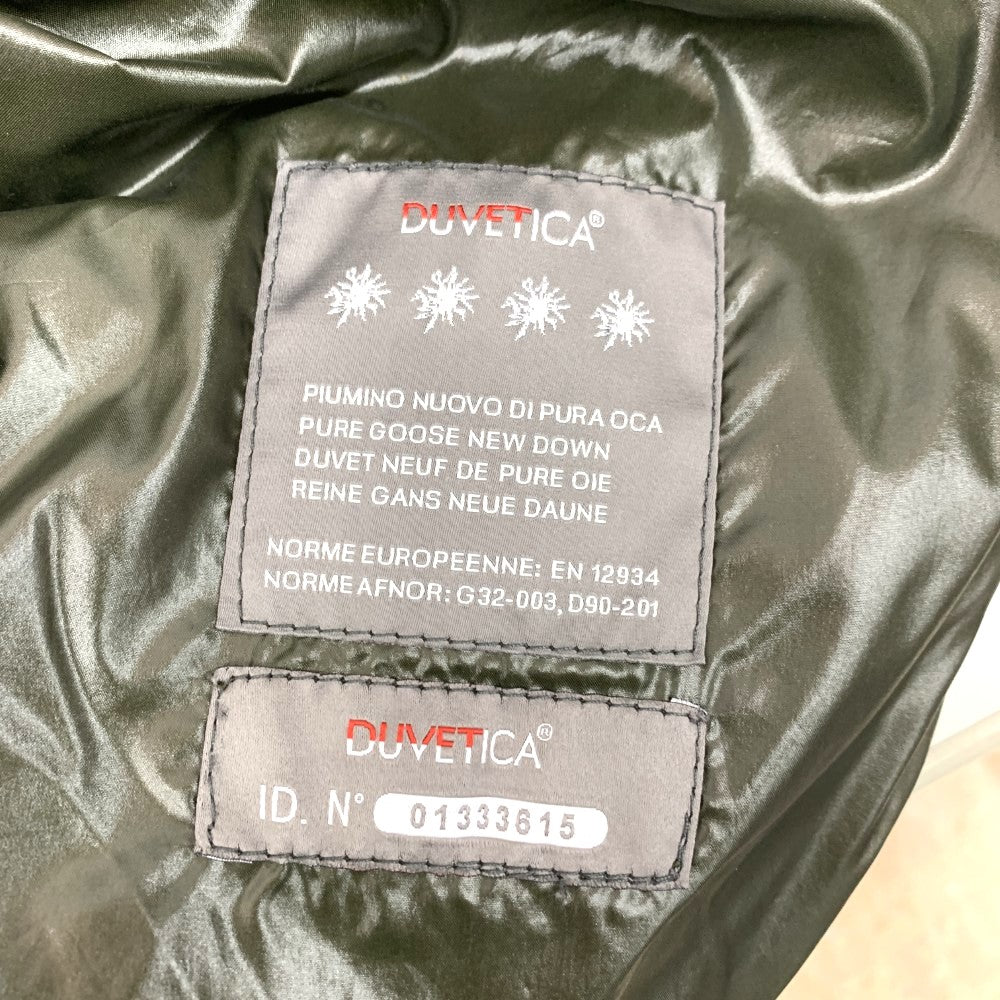 DUVETICA®
PIUMINO NUOVO DI PURA OCA
PURE GOOSE NEW DOWN
DUVET NEUF DE PURE OIE
REINE GANS NEUE DAUNE
NORME EUROPEENNE: EN 12934
NORME AFNOR: G32-003, D90-201
DUVETICA®
ID. N° 01333615